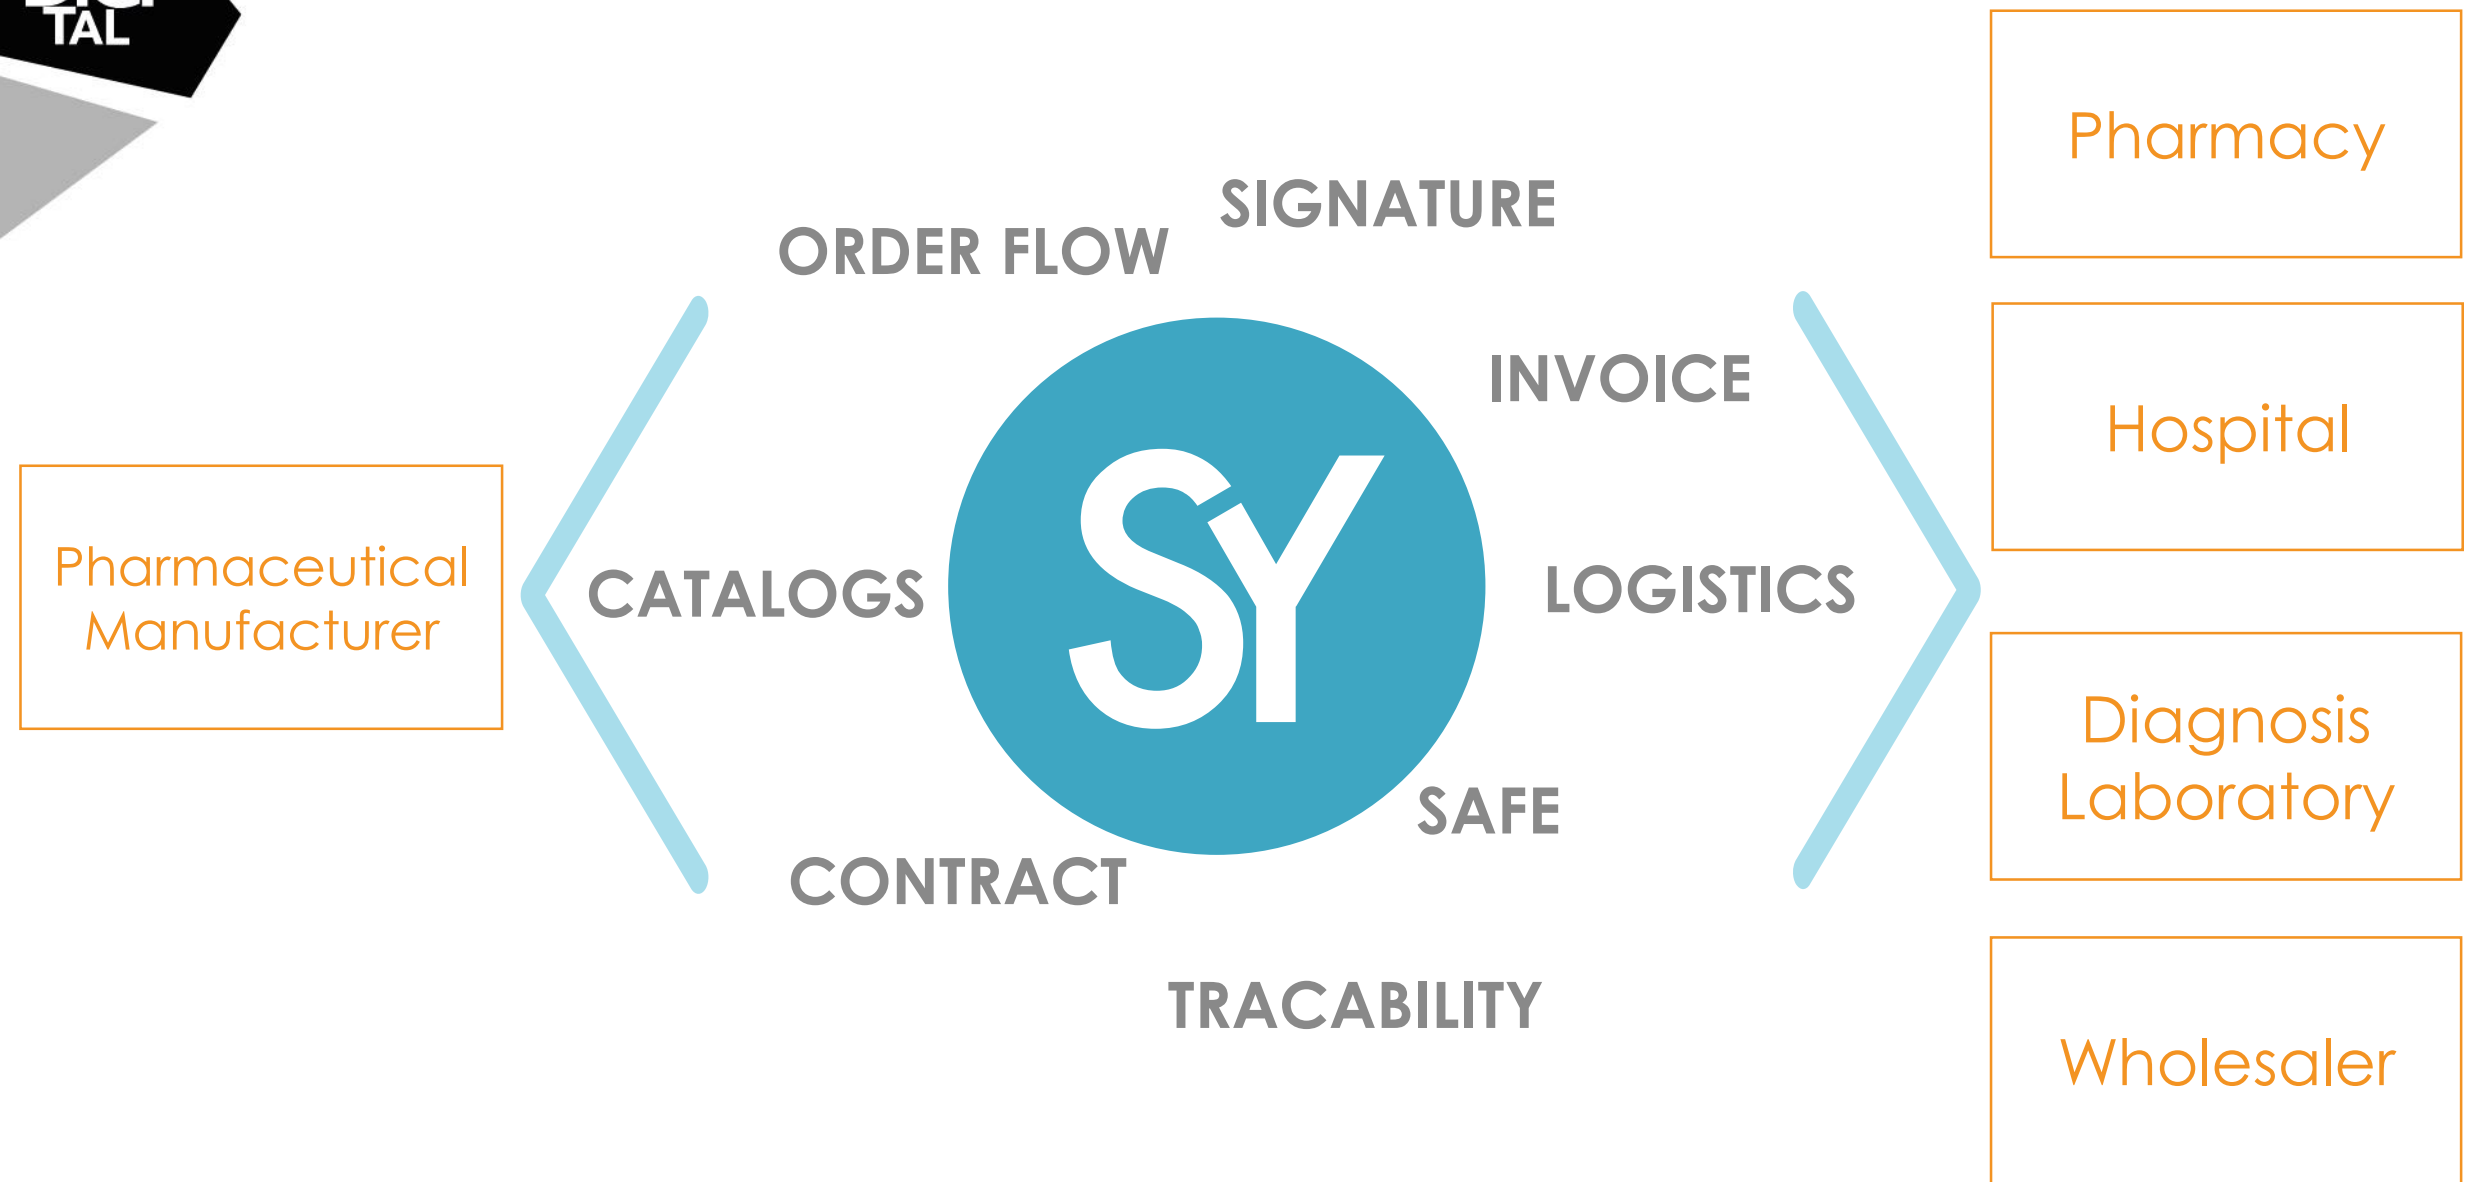 TAL
Pharmacy
SIGNATURE
ORDER FLOW
INVOICE
Hospital
SY
Pharmaceutical
Manufacturer
CATALOGS
LOGISTICS
Diagnosis
Laboratory
SAFE
CONTRACT
TRACABILITY
Wholesaler